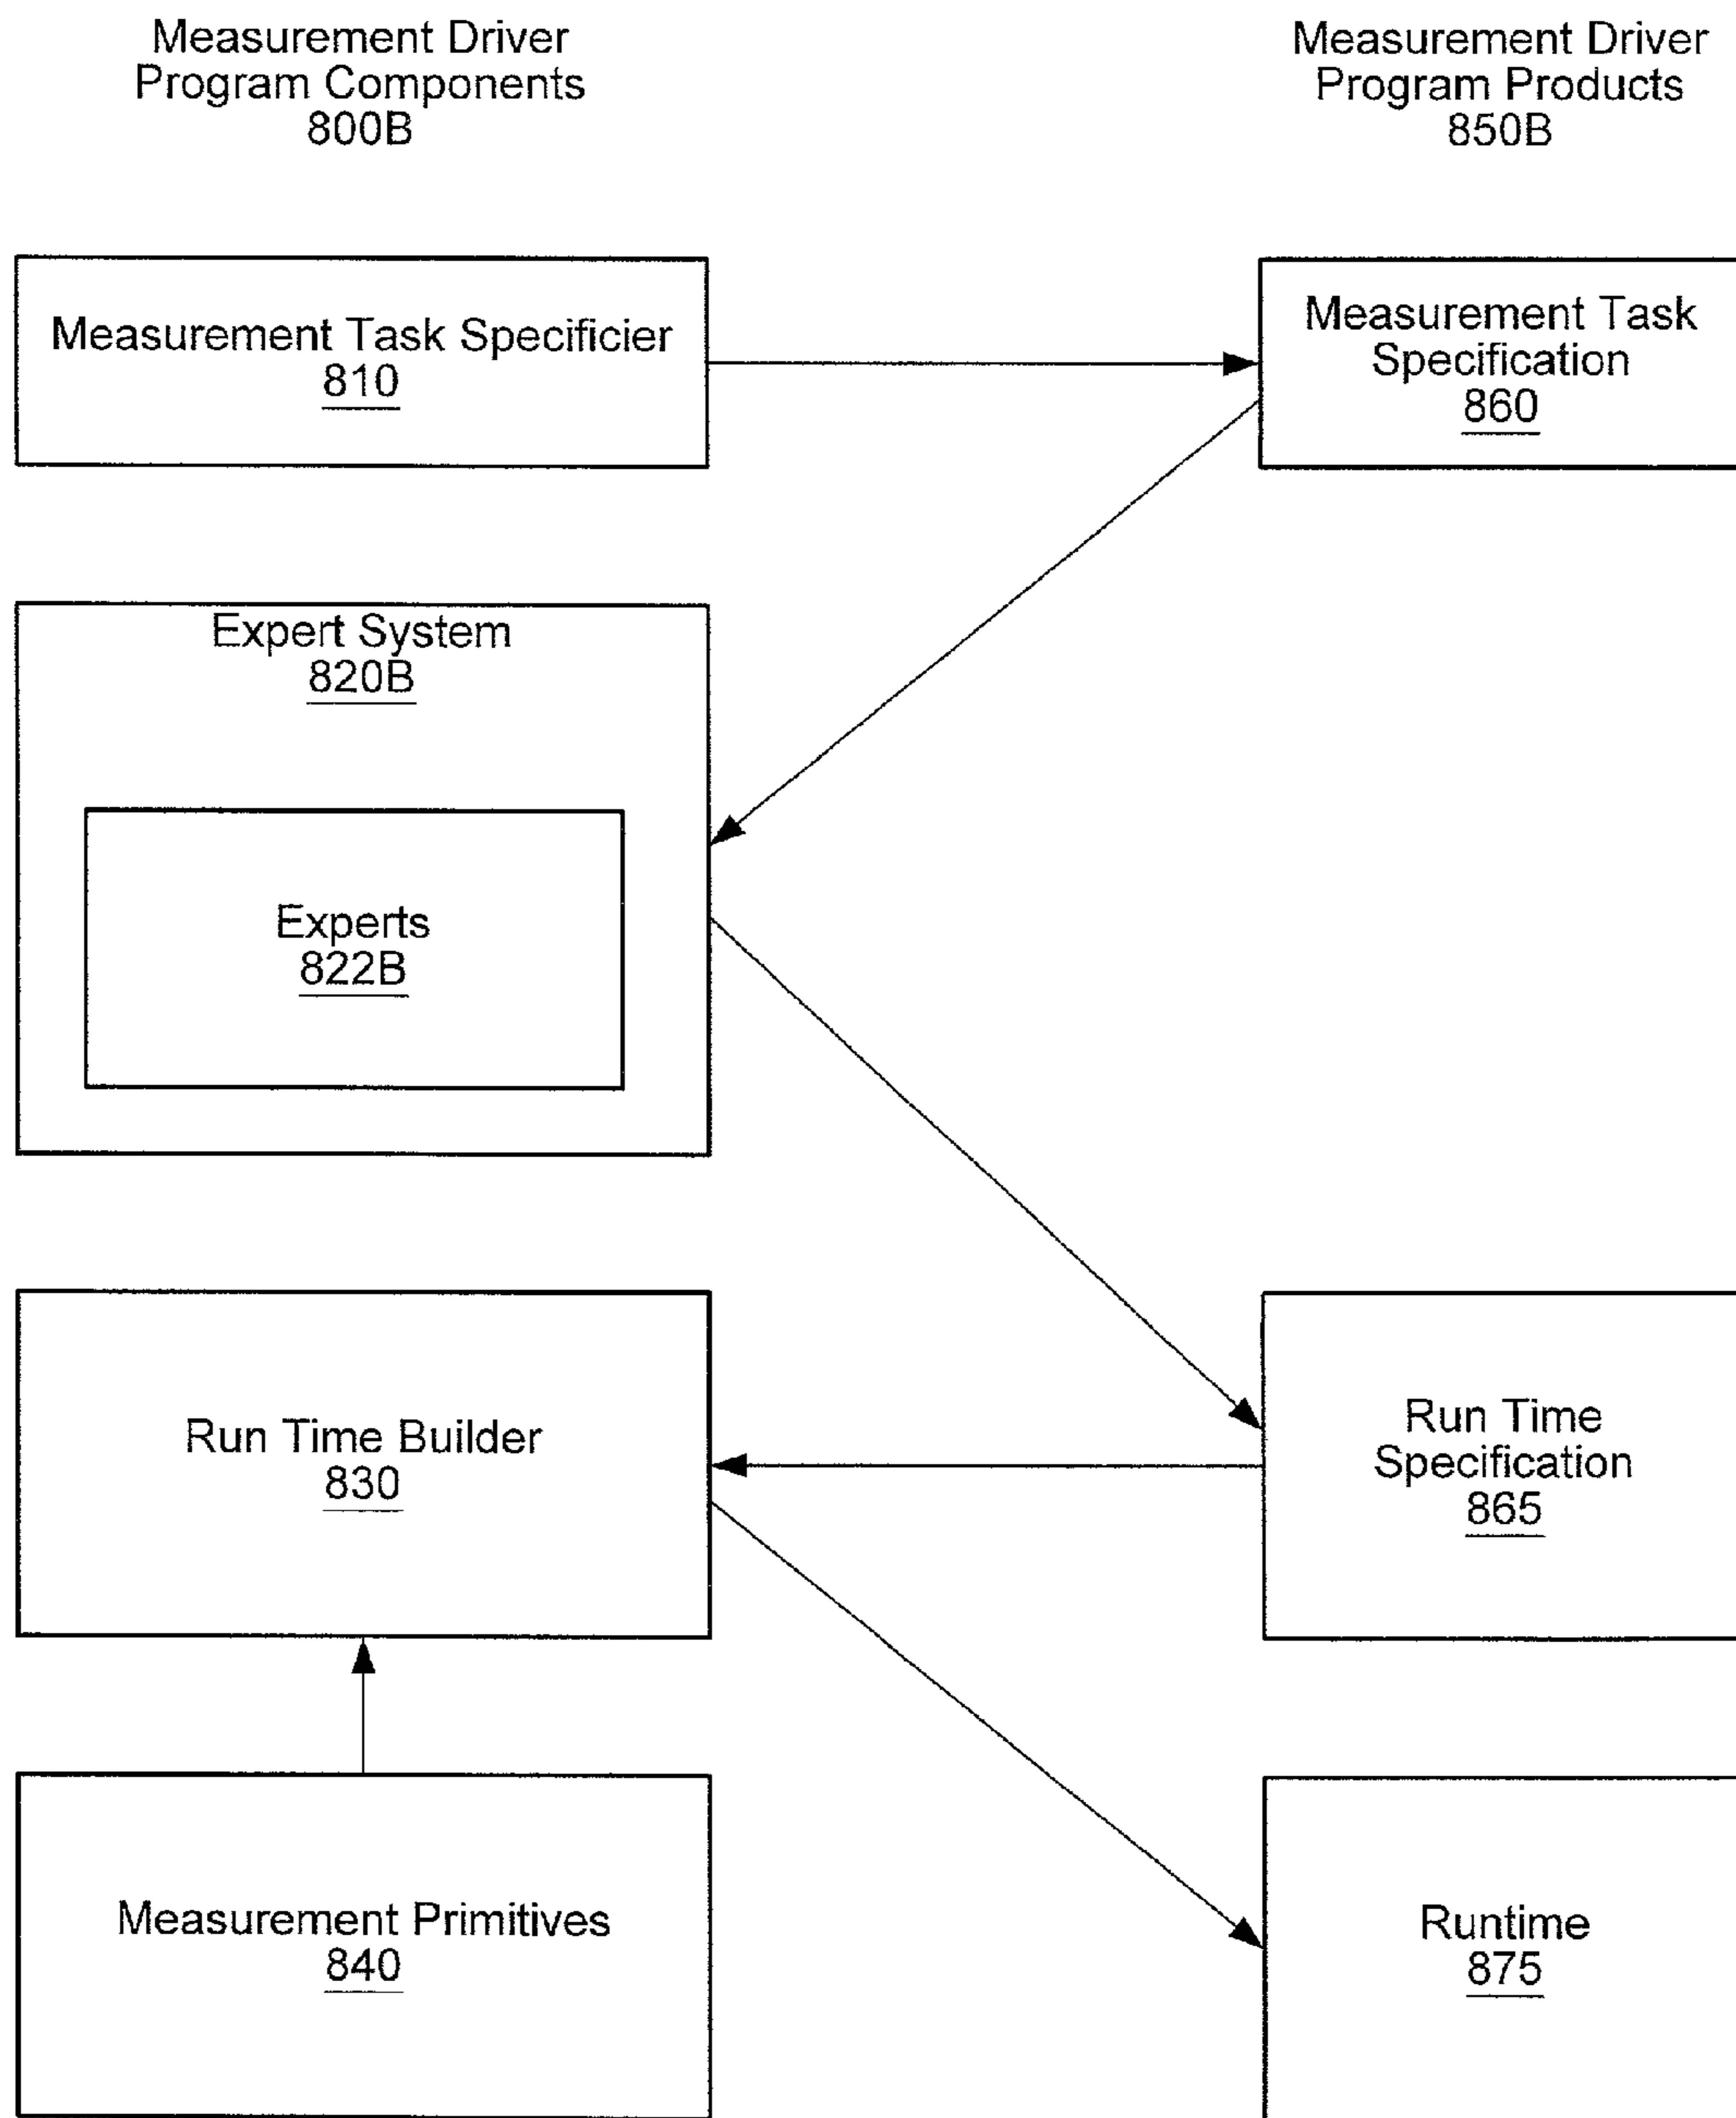 Measurement Driver
Program Components
800B
Measurement Driver
Program Products
850B
Measurement Task Specificier
810
Measurement Task
Specification
860
Expert System
820B
Experts
822B
Run Time Builder
830
Run Time
Specification
865
Measurement Primitives
840
Runtime
875